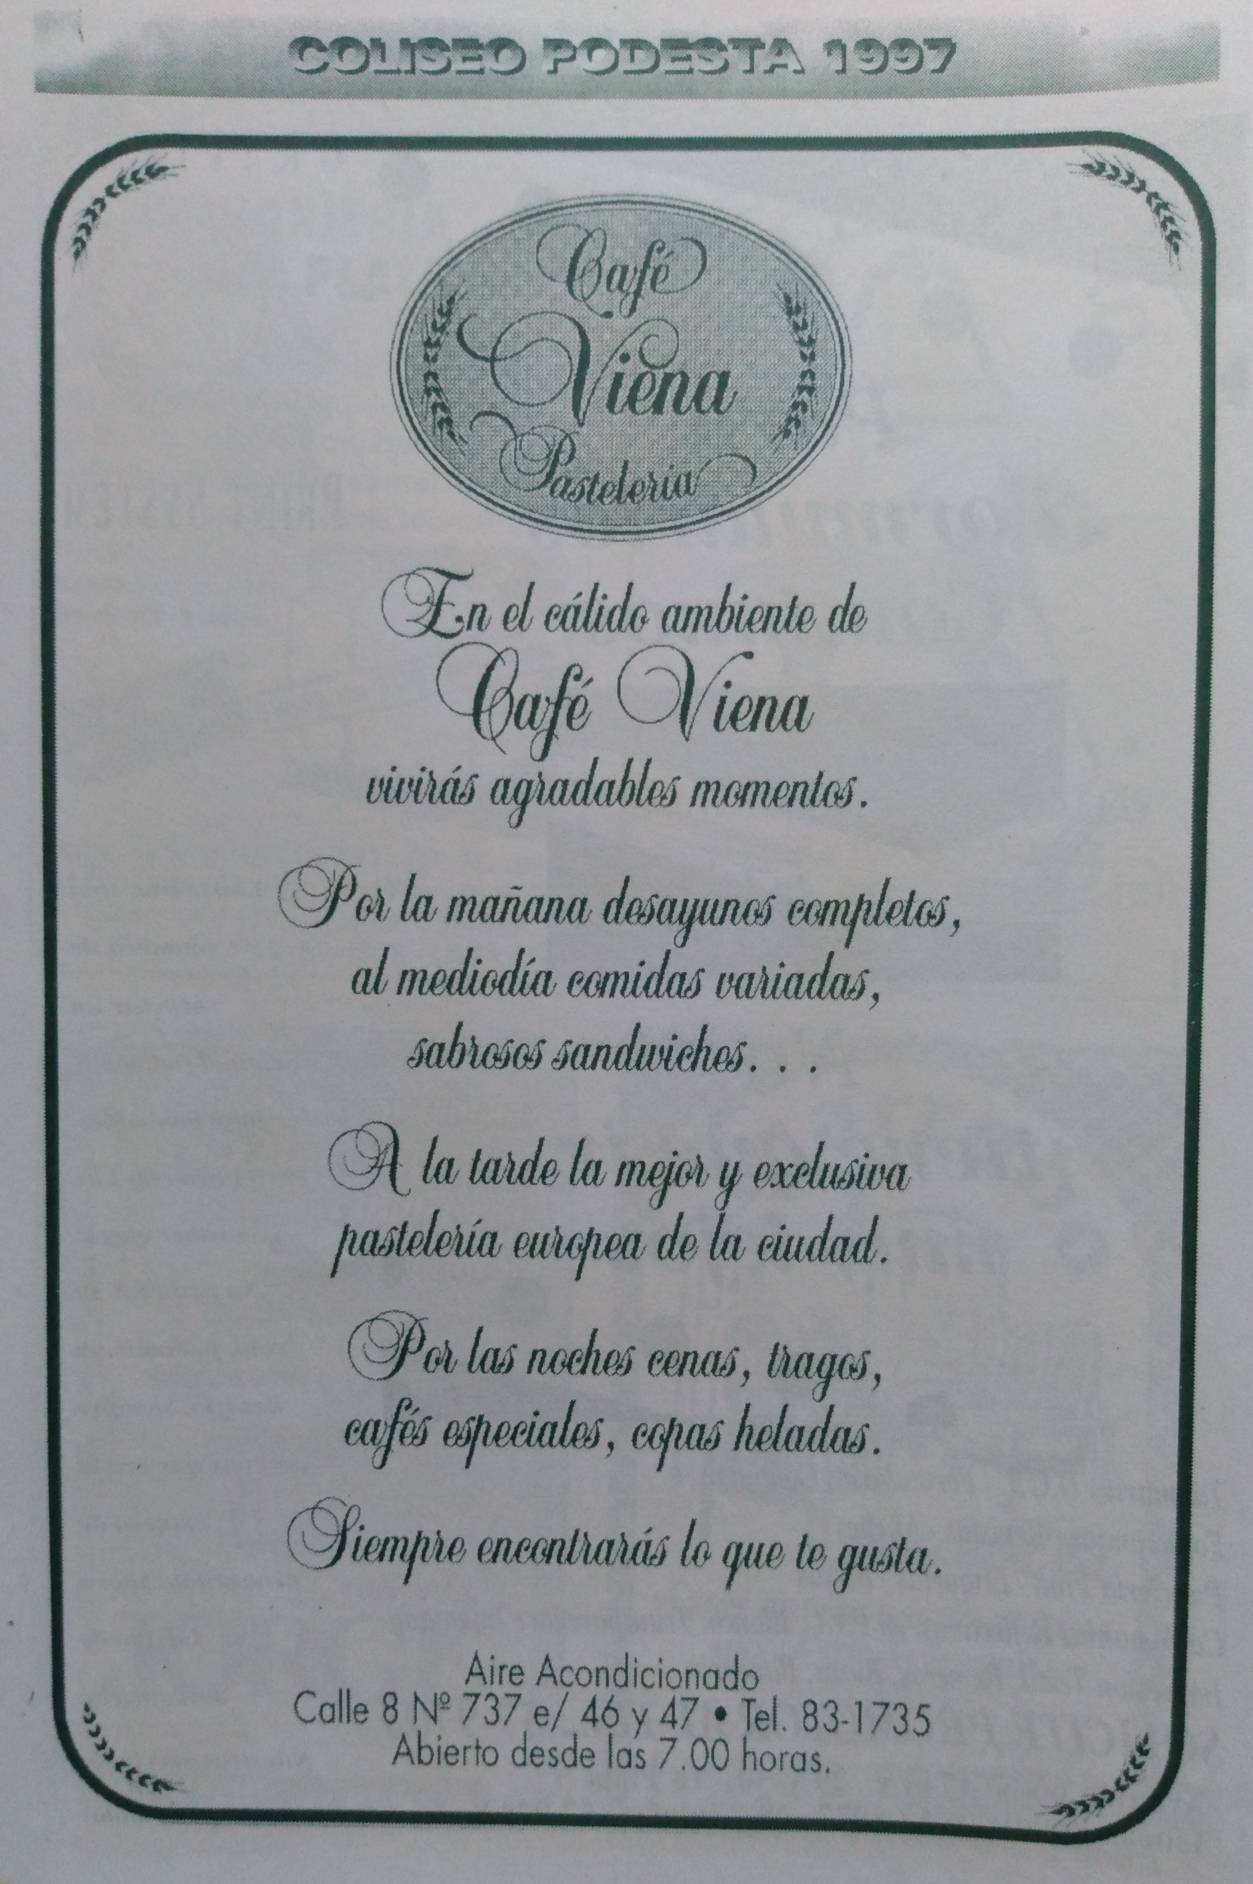 COLISEO PODESTA 1997
Café
Viena
Pastelería
En el cálido ambiente de
Café Viena
vivirás agradables momentos.
Por la mañana desayunos completos,
al mediodía comidas variadas,
sabrosos sandwiches. . .
A la tarde la mejor y exclusiva
pastelería europea de la ciudad.
Por las noches cenas, tragos,
cafés especiales, copas heladas.
Siempre encontrarás lo que te gusta.
Aire Acondicionado
Calle 8 Nº 737 e/ 46 y 47 • Tel. 83-1735
Abierto desde las 7.00 horas.